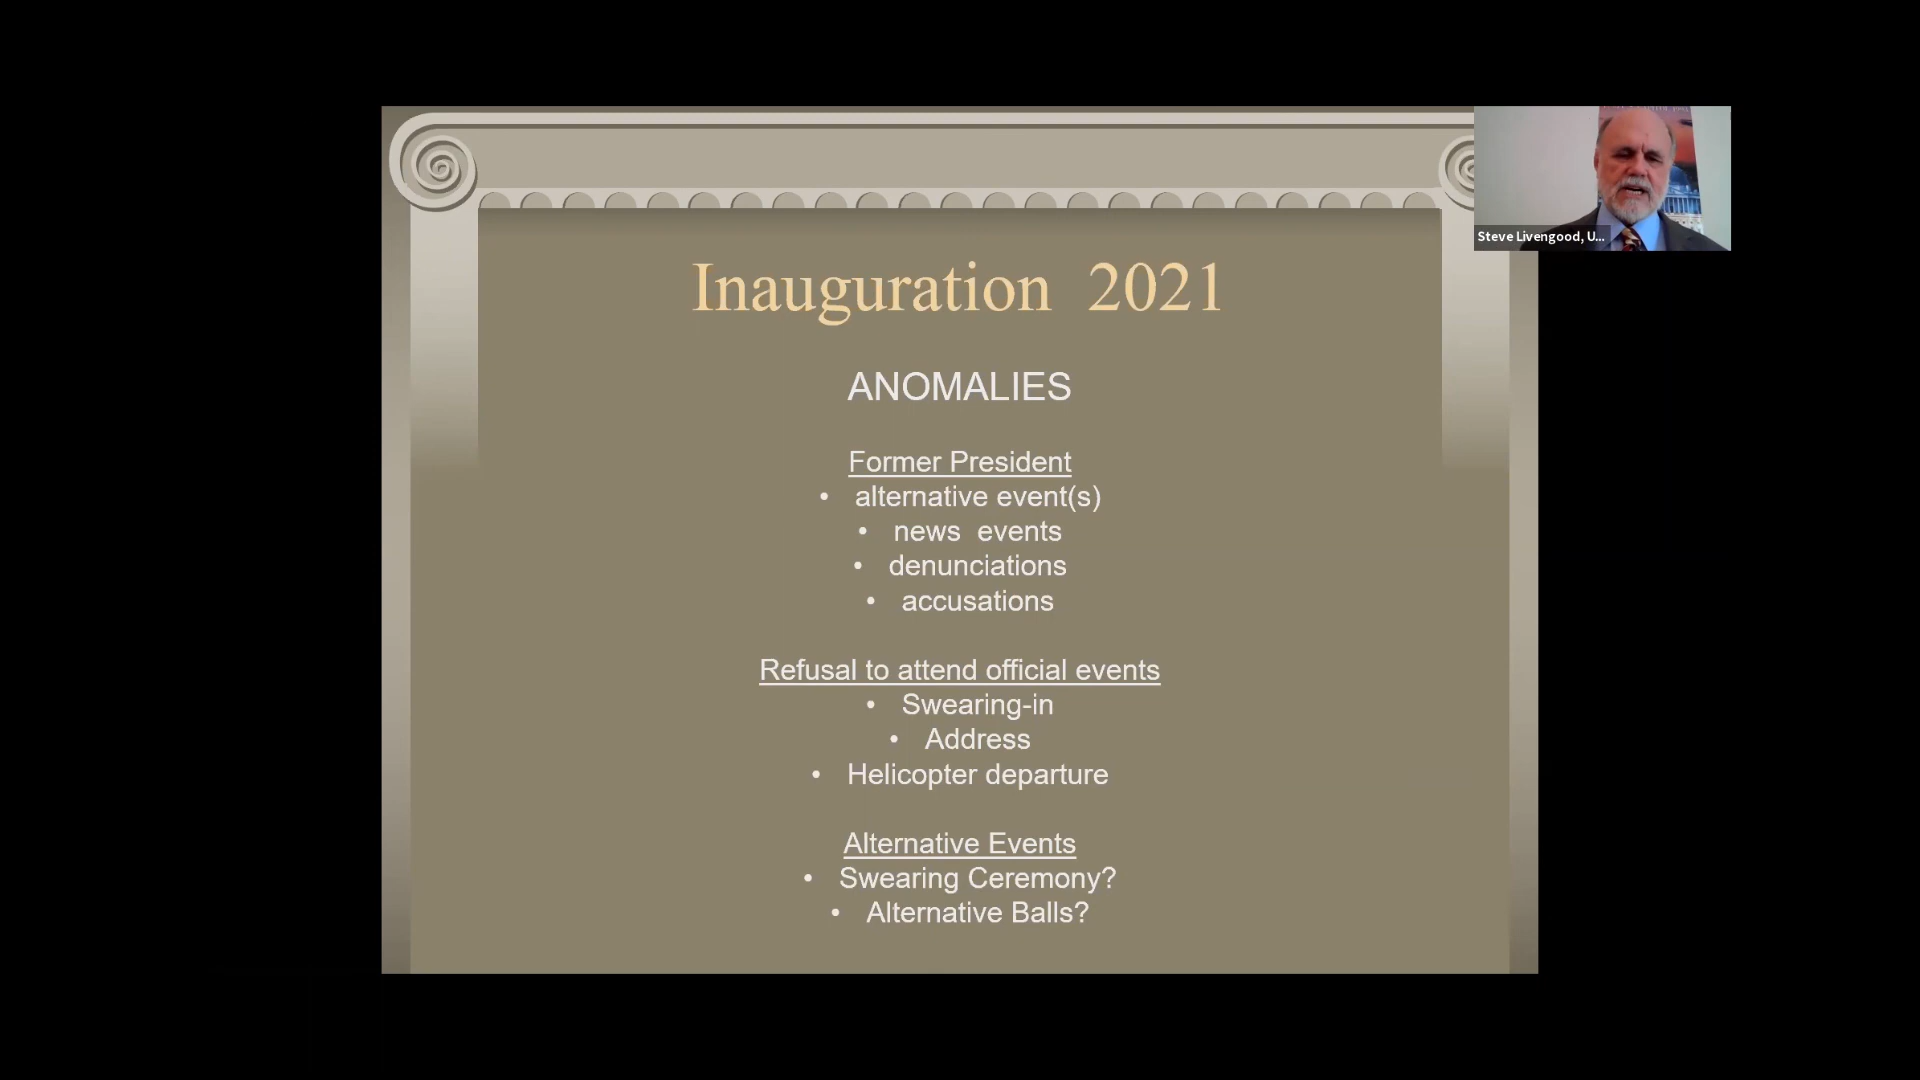 Inauguration 2021
Steve Livengood, U...
ANOMALIES
Former President
• alternative event(s)
• news events
• denunciations
• accusations
Refusal to attend official events
• Swearing-in
• Address
• Helicopter departure
Alternative Events
• Swearing Ceremony?
• Alternative Balls?